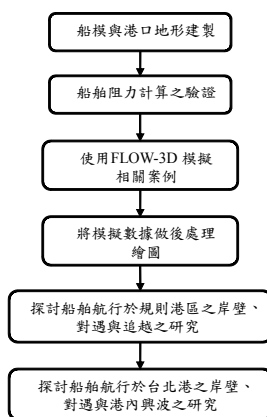 船模與港口地形建製
船舶阻力計算之驗證
使用FLOW-3D 模擬
相關案例
將模擬數據做後處理
繪圖
探討船舶航行於規則港區之岸壁、
對遇與追越之研究
探討船舶航行於台北港之岸壁、
對遇與港內興波之研究